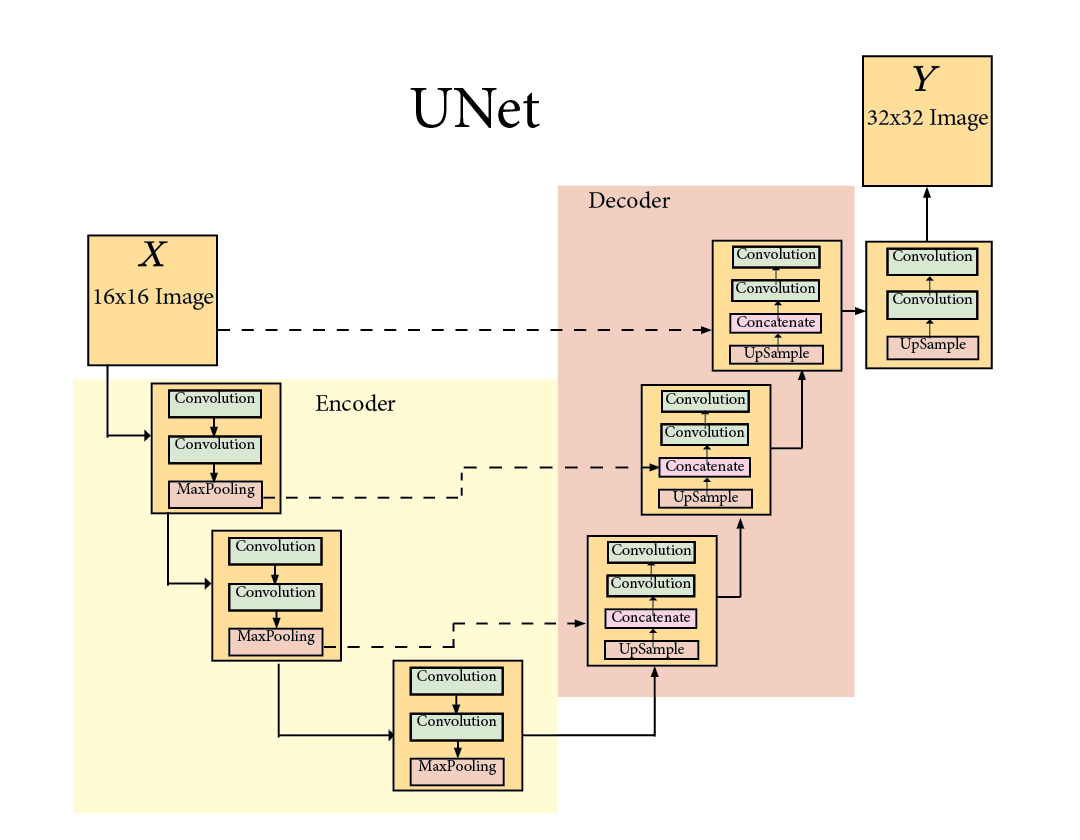 UNet
Y
32x32 Image
Decoder
X
16x16 Image
Convolution
Convolution
Concatenate
UpSample
Convolution
Convolution
UpSample
Encoder
Convolution
Convolution
MaxPooling
Convolution
Convolution
Concatenate
UpSample
Convolution
Convolution
MaxPooling
Convolution
Convolution
Concatenate
UpSample
Convolution
Convolution
MaxPooling